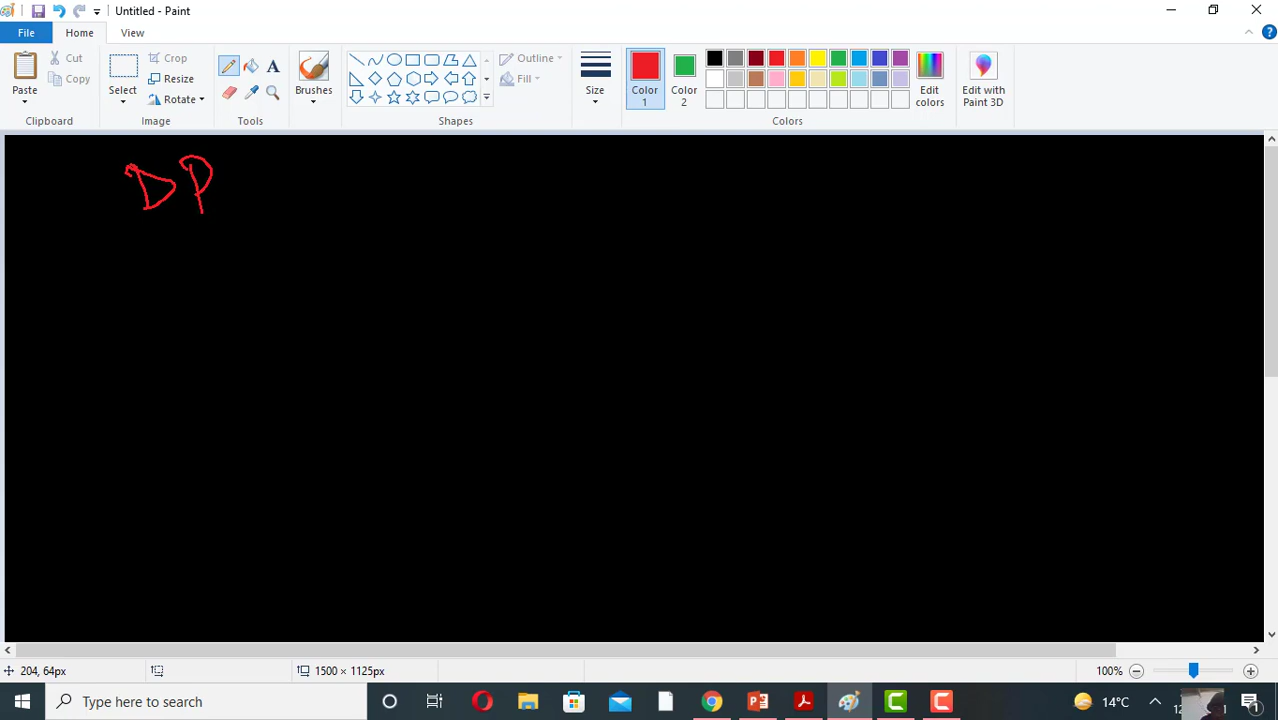 Untitled - Paint
File Home View
Paste
Cut
Copy
Clipboard
Select
Crop
Resize
Rotate
Image
Tools
Brushes
Shapes
Outline
Fill
Size
Color 1
Color 2
Edit colors
Colors
Edit with Paint 3D
DP
204, 64px
1500 × 1125px
100%
Type here to search
14°C
1